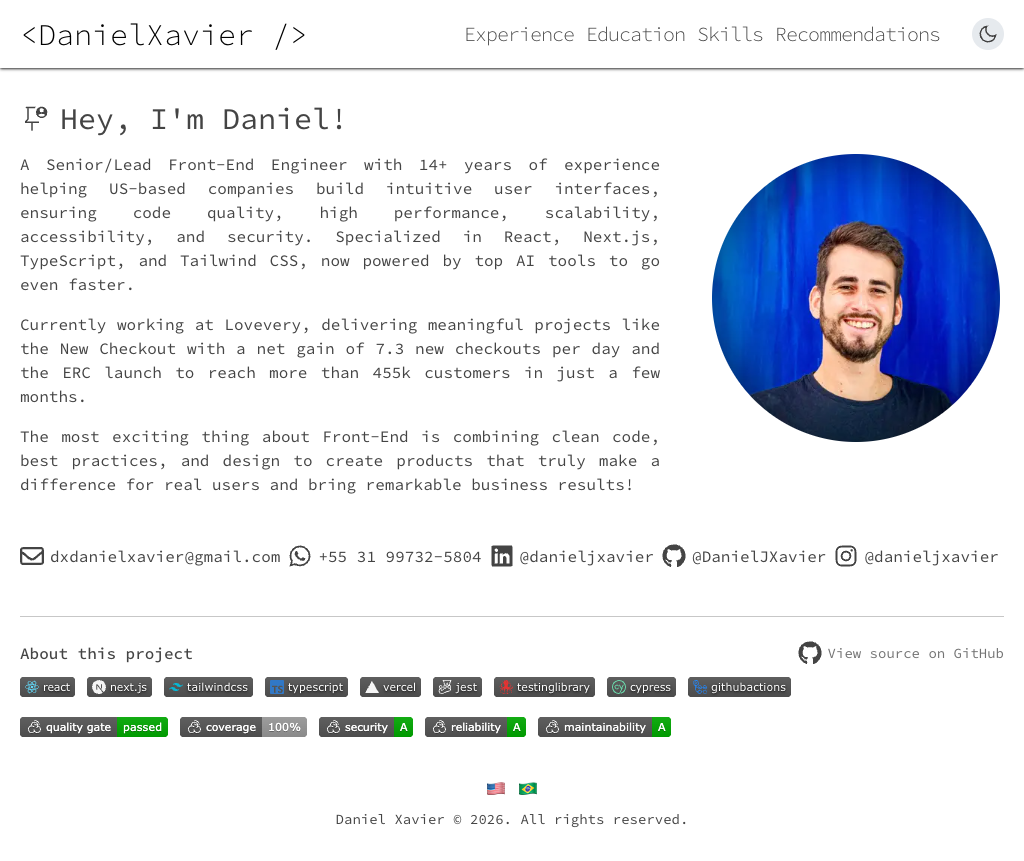 <DanielXavier />
Experience Education Skills Recommendations
Hey, I'm Daniel!
A Senior/Lead Front-End Engineer with 14+ years of experience
helping US-based companies build intuitive user interfaces,
ensuring code quality, high performance, scalability,
accessibility, and security. Specialized in React, Next.js,
TypeScript, and Tailwind CSS, now powered by top AI tools to go
even faster.
Currently working at Lovevery, delivering meaningful projects like
the New Checkout with a net gain of 7.3 new checkouts per day and
the ERC launch to reach more than 455k customers in just a few
months.
The most exciting thing about Front-End is combining clean code,
best practices, and design to create products that truly make a
difference for real users and bring remarkable business results!
dxdanielxavier@gmail.com +55 31 99732-5804 @danieljxavier @DanielJXavier @danieljxavier
About this project
View source on GitHub
react next.js tailwindcss typescript vercel jest testinglibrary cypress githubactions
quality gate passed coverage 100% security A reliability A maintainability A
Daniel Xavier © 2026. All rights reserved.